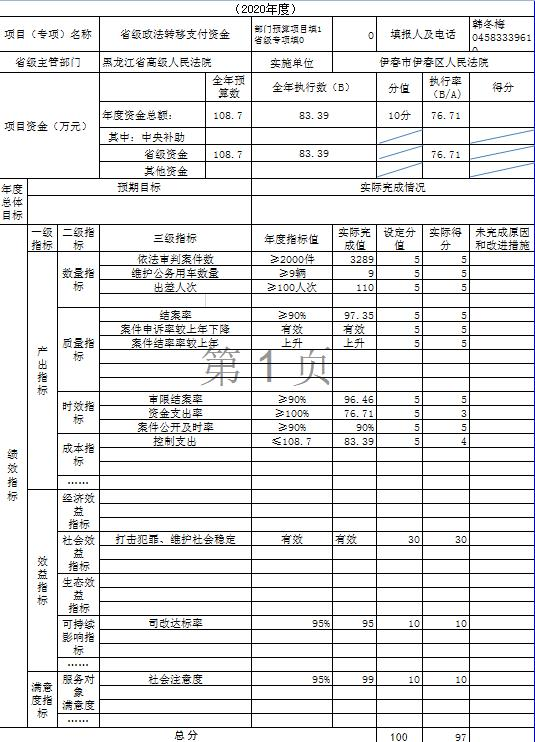 (2020年度)
项目（专项）名称 省级政法转移支付资金 部门预算项目填1 省级专项填0 0 填报人及电话 韩冬梅 0458333961 0
省级主管部门 黑龙江省高级人民法院 实施单位 伊春市伊春区人民法院
项目资金（万元） 全年预算数 全年执行数（B） 分值 执行率(B/A) 得分
年度资金总额： 108.7 83.39 10分 76.71
其中：中央补助
省级资金 108.7 83.39 76.71
其他资金
年度总体目标 预期目标 实际完成情况
一级指标 二级指标 三级指标 年度指标值 实际完成值 设定分值 实际得分 未完成原因和改进措施
绩效指标
产出指标
数量指标 依法审判案件数 ≥2000件 3289 5 5
维护公务用车数量 ≥9辆 9 5 5
出差人次 ≥100人次 110 5 5
质量指标 结案率 ≥90% 97.35 5 5
案件申诉率较上年下降 有效 有效 5 5
案件结率率较上年 上升 上升 5 5
第 1 页
时效指标 审限结案率 ≥90% 96.46 5 5
资金支出率 ≥100% 76.71 5 3
案件公开及时率 ≥90% 90% 5 5
成本指标 控制支出 ≤108.7 83.39 5 4
……
效益指标
经济效益指标
社会效益指标 打击犯罪、维护社会稳定 有效 有效 30 30
生态效益指标
可持续影响指标 司改达标率 95% 95 10 10
……
满意度指标 服务对象满意度 社会注意度 95% 99 10 10
……
总分 100 97